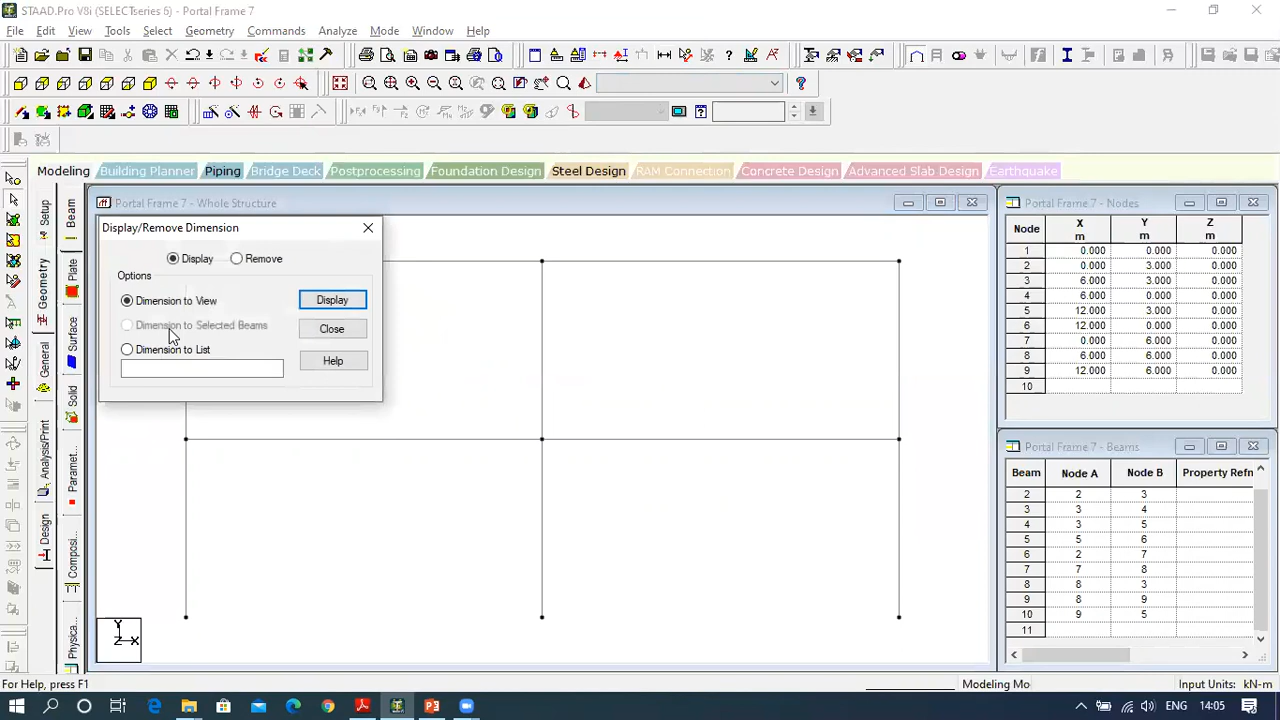 STAAD.Pro V8i (SELECTseries 6) - Portal Frame 7
File Edit View Tools Select Geometry Commands Analyze Mode Window Help
Modeling Building Planner Piping Bridge Deck Postprocessing Foundation Design Steel Design RAM Connection Concrete Design Advanced Slab Design Earthquake
Setup
Geometry
General
Analysis/Print
Design
Beam
Plate
Surface
Solid
Paramet...
Composi...
Physica...
Portal Frame 7 - Whole Structure
Display/Remove Dimension
Display Remove
Options
Dimension to View
Display
Dimension to Selected Beams
Close
Dimension to List
Help
Y
Z X
Portal Frame 7 - Nodes
Node X m Y m Z m
1 0.000 0.000 0.000
2 0.000 3.000 0.000
3 6.000 3.000 0.000
4 6.000 0.000 0.000
5 12.000 3.000 0.000
6 12.000 0.000 0.000
7 0.000 6.000 0.000
8 6.000 6.000 0.000
9 12.000 6.000 0.000
10
Portal Frame 7 - Beams
Beam Node A Node B Property Refn
2 2 3
3 3 4
4 3 5
5 5 6
6 2 7
7 7 8
8 8 3
9 8 9
10 9 5
11
For Help, press F1
Modeling Mo
Input Units: kN-m
ENG 14:05